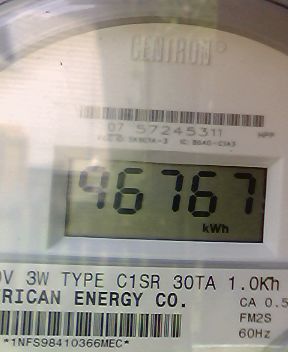 CENTRON®
07 57245311
96767
kWh
0V 3W TYPE C1SR 30TA 1.0Kh
RICAN ENERGY CO.
CA 0.5
FM2S
60Hz
*1NFS98410366MEC*